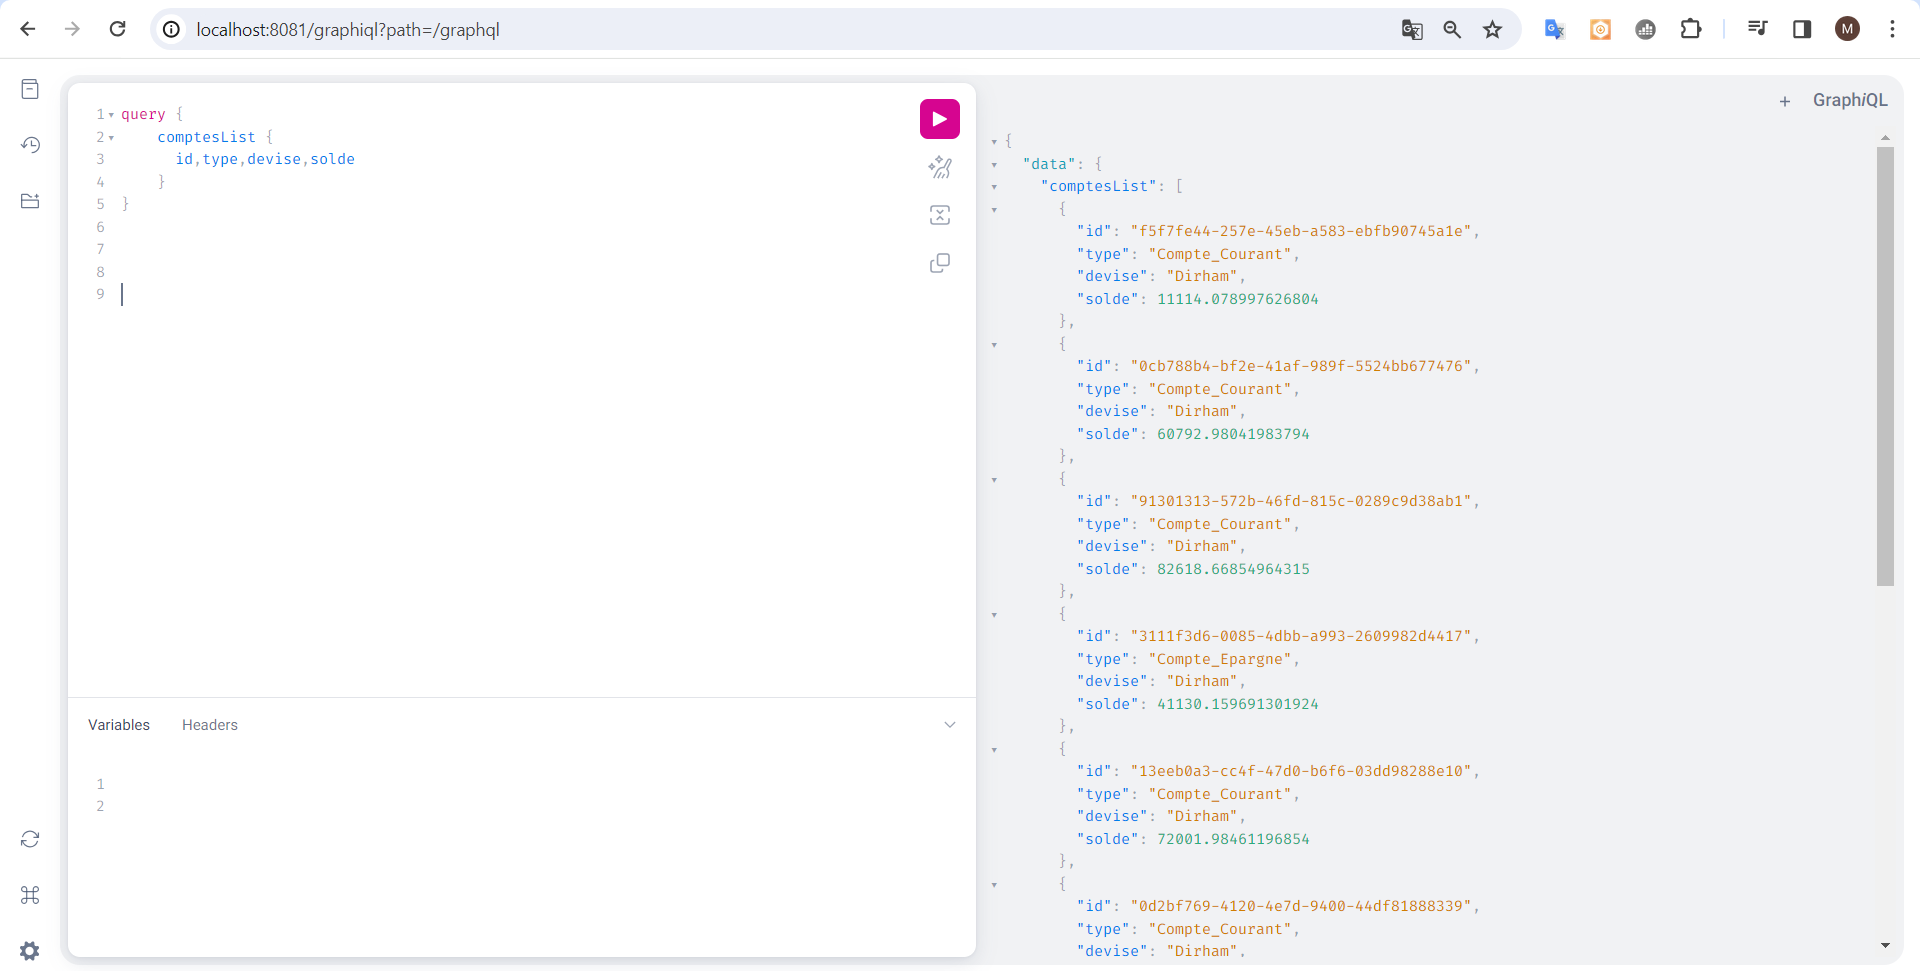 localhost:8081/graphiql?path=/graphql
M
1 query {
2 comptesList {
3 id,type,devise,solde
4 }
5 }
6
7
8
9
Variables Headers
1
2
+ GraphiQL
{
"data": {
"comptesList": [
{
"id": "f5f7fe44-257e-45eb-a583-ebfb90745a1e",
"type": "Compte_Courant",
"devise": "Dirham",
"solde": 11114.078997626804
},
{
"id": "0cb788b4-bf2e-41af-989f-5524bb677476",
"type": "Compte_Courant",
"devise": "Dirham",
"solde": 60792.98041983794
},
{
"id": "91301313-572b-46fd-815c-0289c9d38ab1",
"type": "Compte_Courant",
"devise": "Dirham",
"solde": 82618.66854964315
},
{
"id": "3111f3d6-0085-4dbb-a993-2609982d4417",
"type": "Compte_Epargne",
"devise": "Dirham",
"solde": 41130.159691301924
},
{
"id": "13eeb0a3-cc4f-47d0-b6f6-03dd98288e10",
"type": "Compte_Courant",
"devise": "Dirham",
"solde": 72001.98461196854
},
{
"id": "0d2bf769-4120-4e7d-9400-44df81888339",
"type": "Compte_Courant",
"devise": "Dirham",